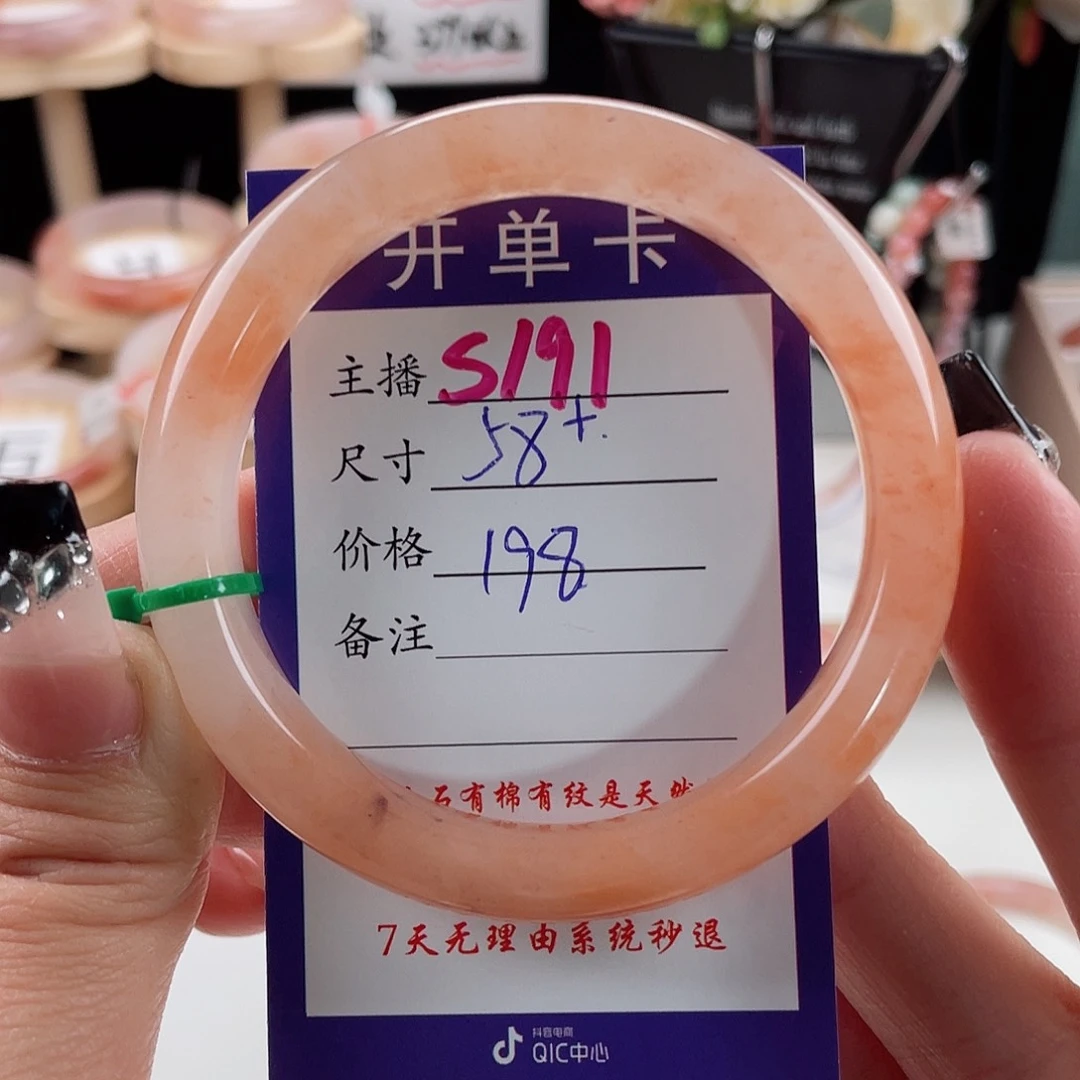 开单卡
主播 S191
尺寸 58+.
价格 198
备注
石有棉有纹是天然
7天无理由系统秒退
抖音电商
QIC中心